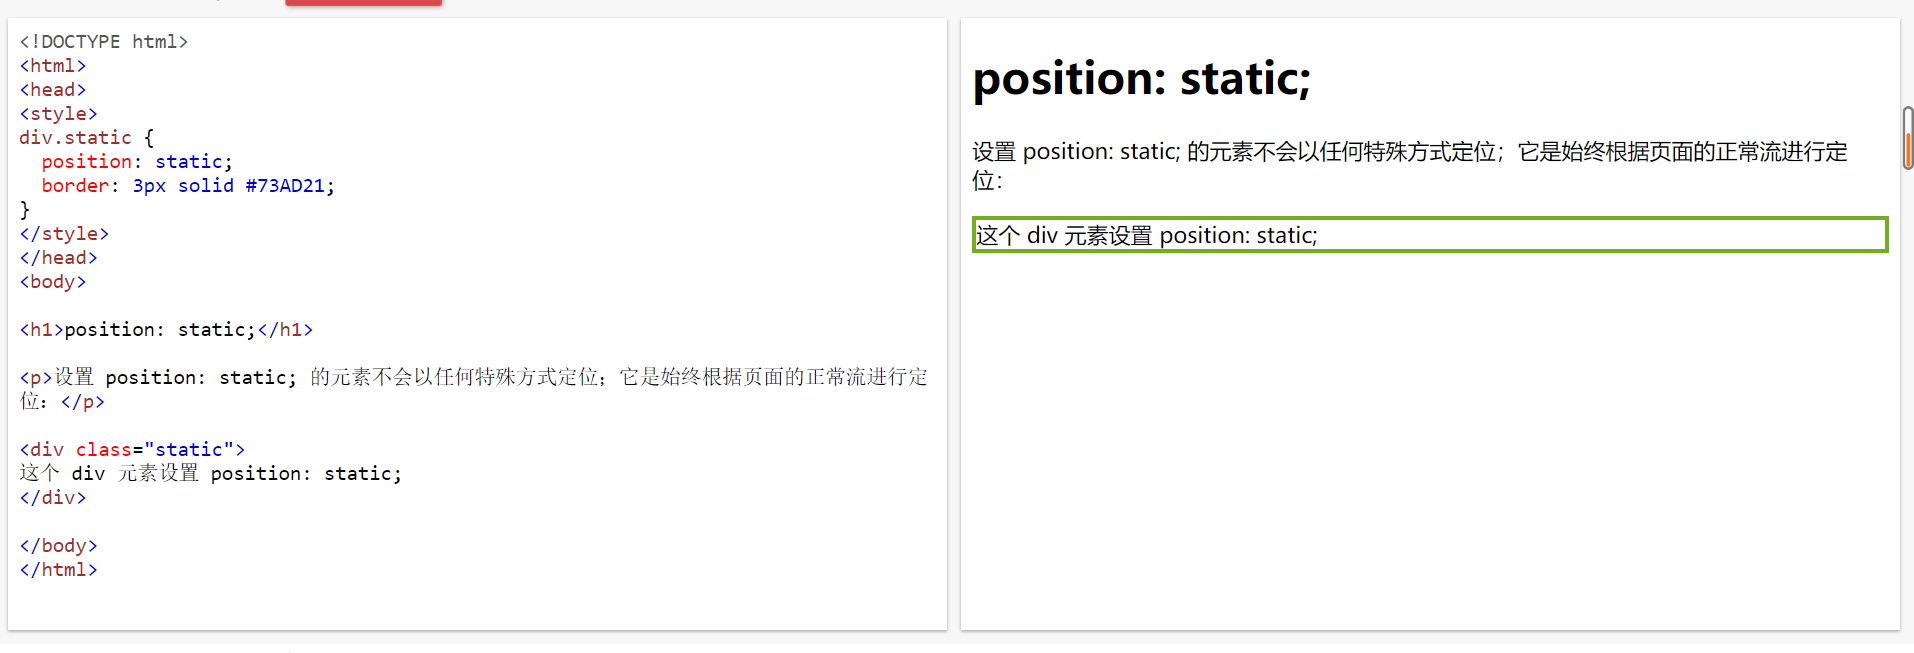 <!DOCTYPE html>
<html>
<head>
<style>
div.static {
  position: static;
  border: 3px solid #73AD21;
}
</style>
</head>
<body>
<h1>position: static;</h1>
<p>设置 position: static; 的元素不会以任何特殊方式定位；它是始终根据页面的正常流进行定
位：</p>
<div class="static">
这个 div 元素设置 position: static;
</div>
</body>
</html>
position: static;
设置 position: static; 的元素不会以任何特殊方式定位；它是始终根据页面的正常流进行定
位：
这个 div 元素设置 position: static;